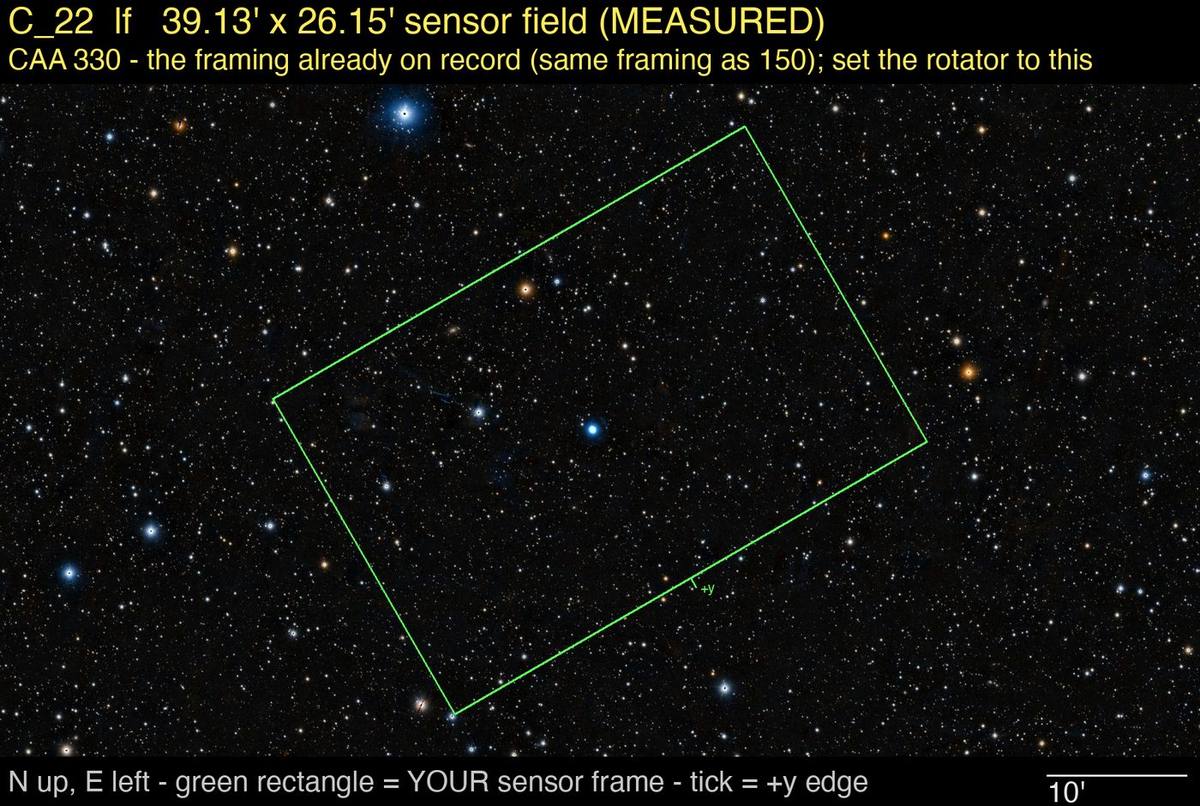 C_22 lf 39.13' x 26.15' sensor field (MEASURED)
CAA 330 - the framing already on record (same framing as 150); set the rotator to this
+y
N up, E left - green rectangle = YOUR sensor frame - tick = +y edge
10'